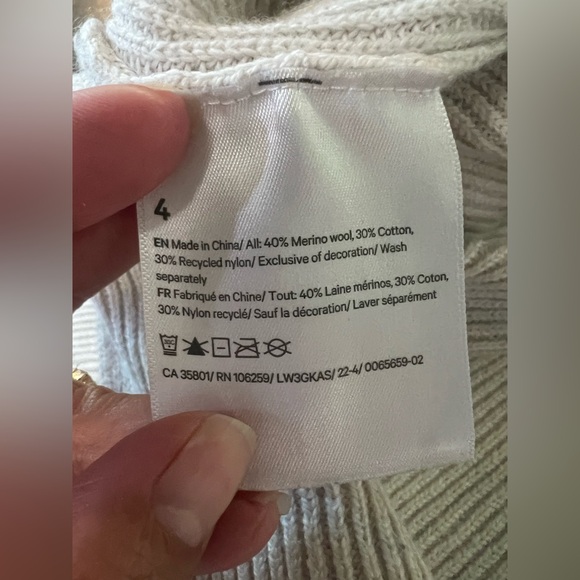 4
EN Made in China/ All: 40% Merino wool, 30% Cotton,
30% Recycled nylon/ Exclusive of decoration/ Wash
separately
FR Fabriqué en Chine/ Tout: 40% Laine mérinos, 30% Coton,
30% Nylon recyclé/ Sauf la décoration/ Laver séparément
CA 35801/ RN 106259/ LW3GKAS/ 22-4/ 0065659-02